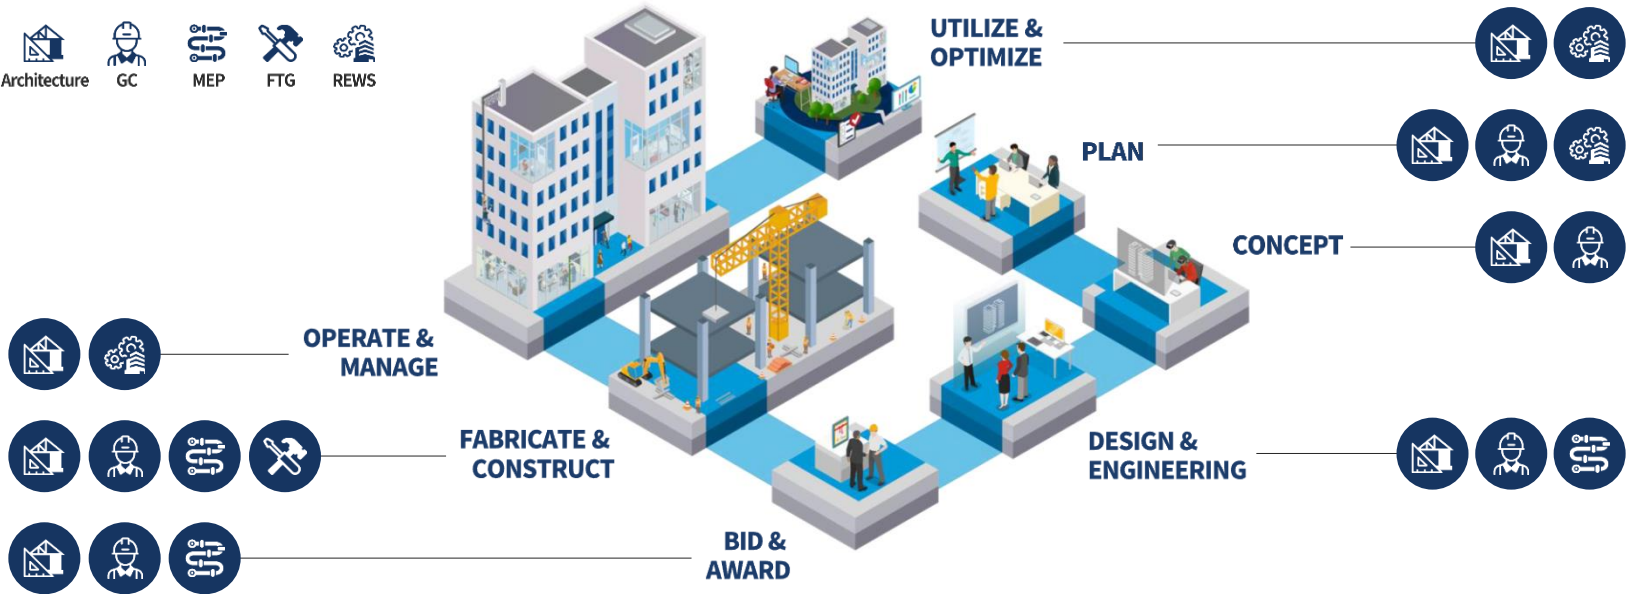 Architecture
GC
MEP
FTG
REWS
UTILIZE &
OPTIMIZE
PLAN
CONCEPT
OPERATE &
MANAGE
FABRICATE &
CONSTRUCT
DESIGN &
ENGINEERING
BID &
AWARD